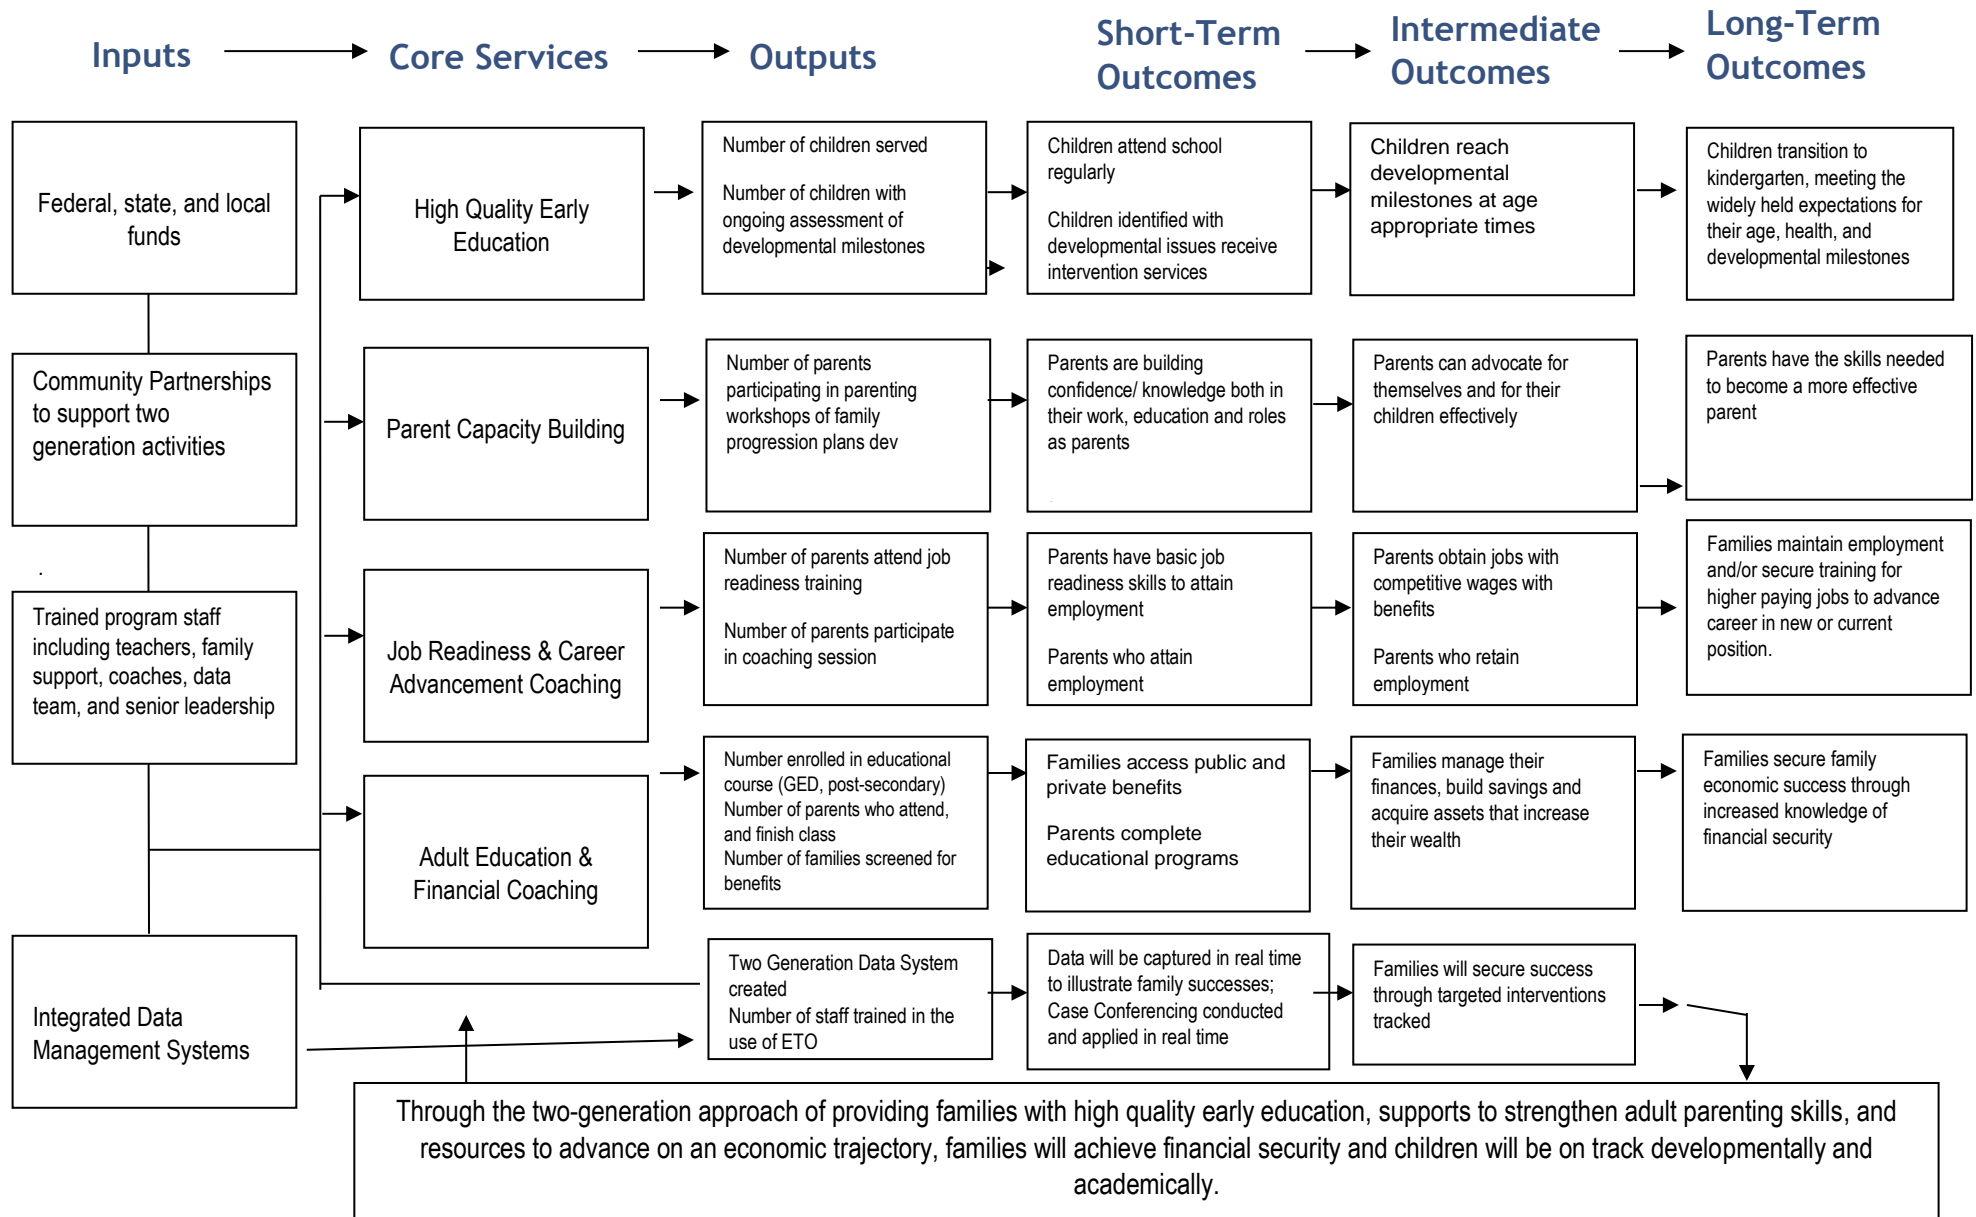 Inputs
Core Services
Outputs
Short-Term
Outcomes
Intermediate
Outcomes
Long-Term
Outcomes
Federal, state, and local
funds
High Quality Early
Education
Number of children served
Number of children with
ongoing assessment of
developmental milestones
Children attend school
regularly
Children identified with
developmental issues receive
intervention services
Children reach
developmental
milestones at age
appropriate times
Children transition to
kindergarten, meeting the
widely held expectations for
their age, health, and
developmental milestones
Community Partnerships
to support two
generation activities
.
Parent Capacity Building
Number of parents
participating in parenting
workshops of family
progression plans dev
Parents are building
confidence/ knowledge both in
their work, education and roles
as parents
Parents can advocate for
themselves and for their
children effectively
Parents have the skills needed
to become a more effective
parent
Trained program staff
including teachers, family
support, coaches, data
team, and senior leadership
Job Readiness & Career
Advancement Coaching
Number of parents attend job
readiness training
Number of parents participate
in coaching session
Parents have basic job
readiness skills to attain
employment
Parents who attain
employment
Parents obtain jobs with
competitive wages with
benefits
Parents who retain
employment
Families maintain employment
and/or secure training for
higher paying jobs to advance
career in new or current
position.
Adult Education &
Financial Coaching
Number enrolled in educational
course (GED, post-secondary)
Number of parents who attend,
and finish class
Number of families screened for
benefits
Families access public and
private benefits
Parents complete
educational programs
Families manage their
finances, build savings and
acquire assets that increase
their wealth
Families secure family
economic success through
increased knowledge of
financial security
Integrated Data
Management Systems
Two Generation Data System
created
Number of staff trained in the
use of ETO
Data will be captured in real time
to illustrate family successes;
Case Conferencing conducted
and applied in real time
Families will secure success
through targeted interventions
tracked
Through the two-generation approach of providing families with high quality early education, supports to strengthen adult parenting skills, and
resources to advance on an economic trajectory, families will achieve financial security and children will be on track developmentally and
academically.